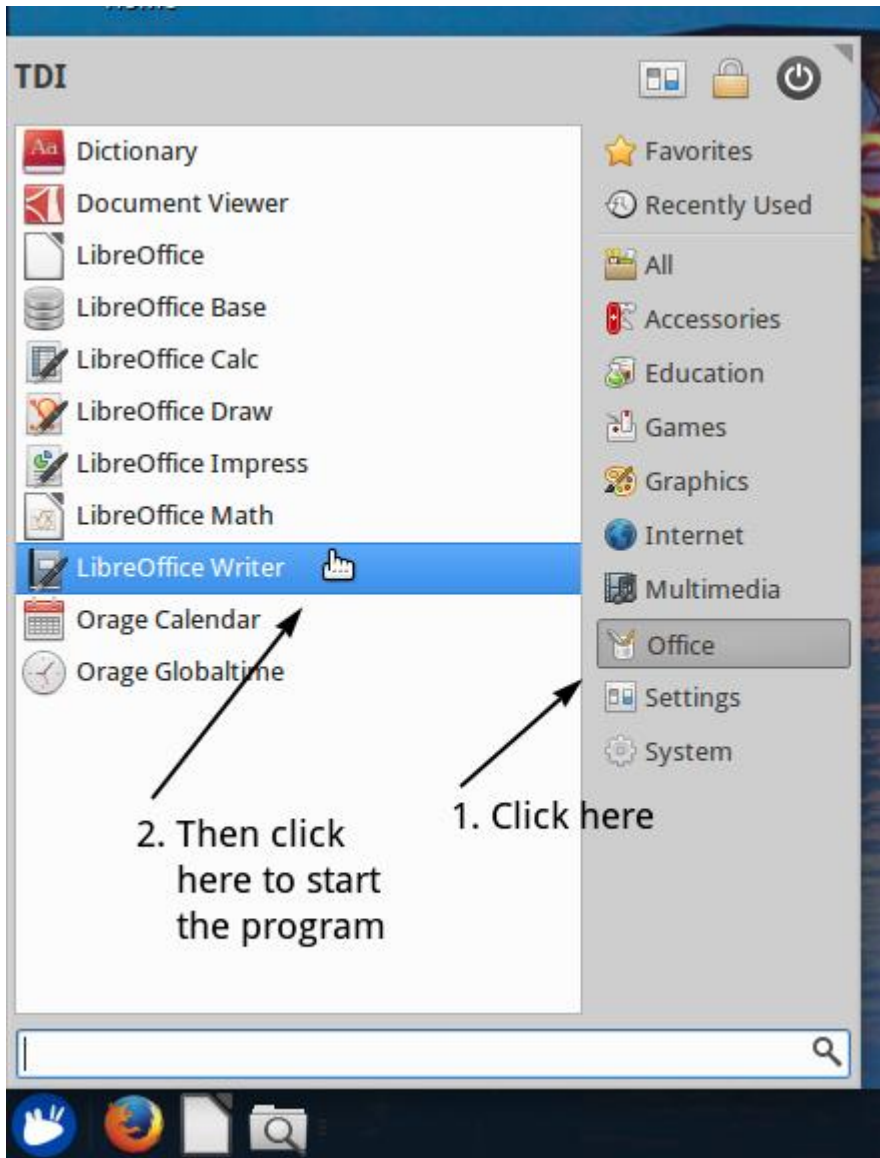 Home
TDI
Aa
Dictionary
Document Viewer
LibreOffice
LibreOffice Base
LibreOffice Calc
LibreOffice Draw
LibreOffice Impress
LibreOffice Math
LibreOffice Writer
Orage Calendar
Orage Globaltime
Favorites
Recently Used
All
Accessories
Education
Games
Graphics
Internet
Multimedia
Office
Settings
System
1. Click here
2. Then click
here to start
the program